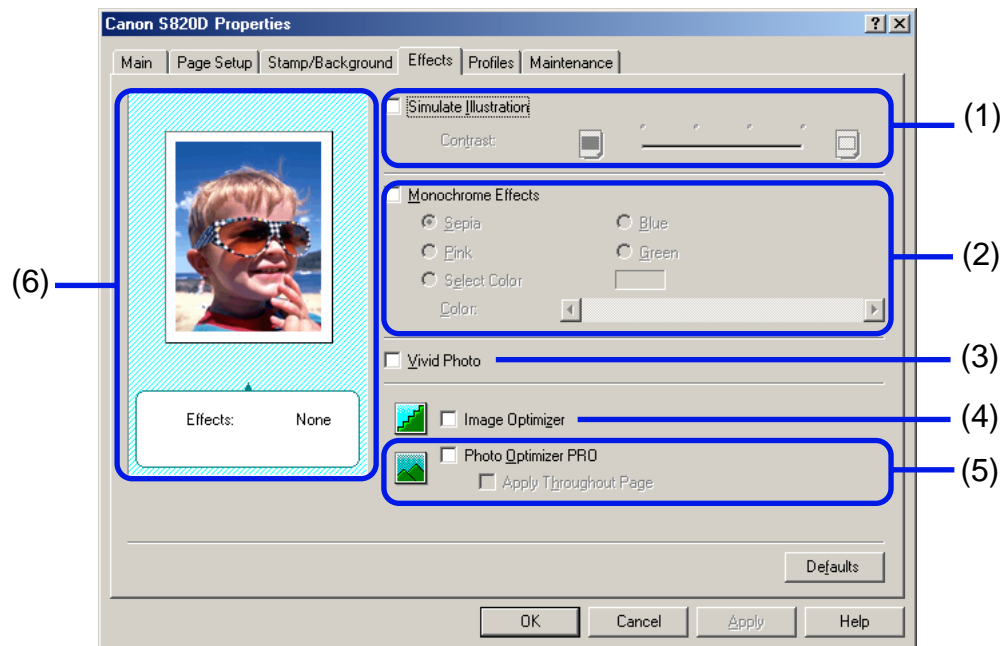 Canon S820D Properties
Main Page Setup Stamp/Background Effects Profiles Maintenance
Simulate Illustration
Contrast:
(1)
Monochrome Effects
Sepia Blue
Pink Green
Select Color
Color:
(2)
Vivid Photo
(3)
Image Optimizer
(4)
Photo Optimizer PRO
Apply Throughout Page
(5)
(6)
Effects: None
Defaults
OK Cancel Apply Help